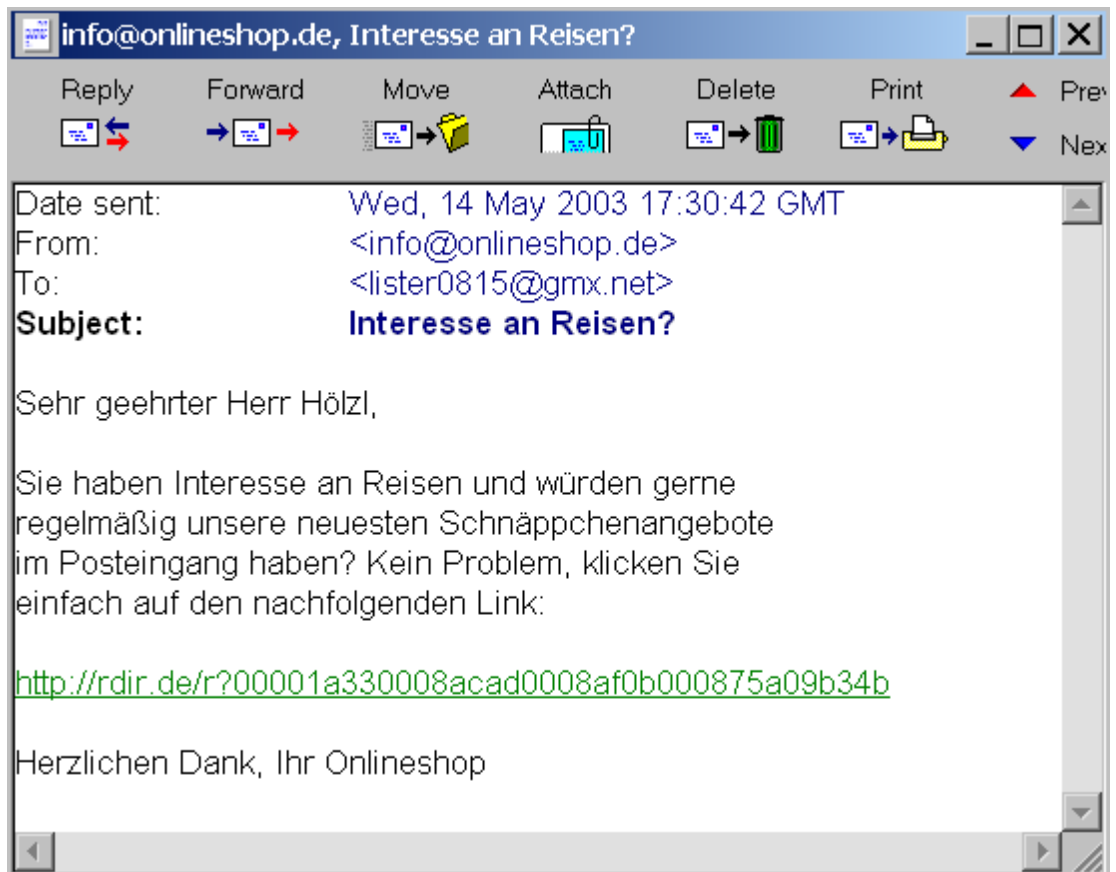 info@onlineshop.de, Interesse an Reisen?
Reply Forward Move Attach Delete Print Prev
Nex
Date sent: Wed, 14 May 2003 17:30:42 GMT
From: <info@onlineshop.de>
To: <lister0815@gmx.net>
Subject: Interesse an Reisen?
Sehr geehrter Herr Hölzl,
Sie haben Interesse an Reisen und würden gerne
regelmäßig unsere neuesten Schnäppchenangebote
im Posteingang haben? Kein Problem, klicken Sie
einfach auf den nachfolgenden Link:
http://rdir.de/r?00001a330008acad0008af0b000875a09b34b
Herzlichen Dank, Ihr Onlineshop